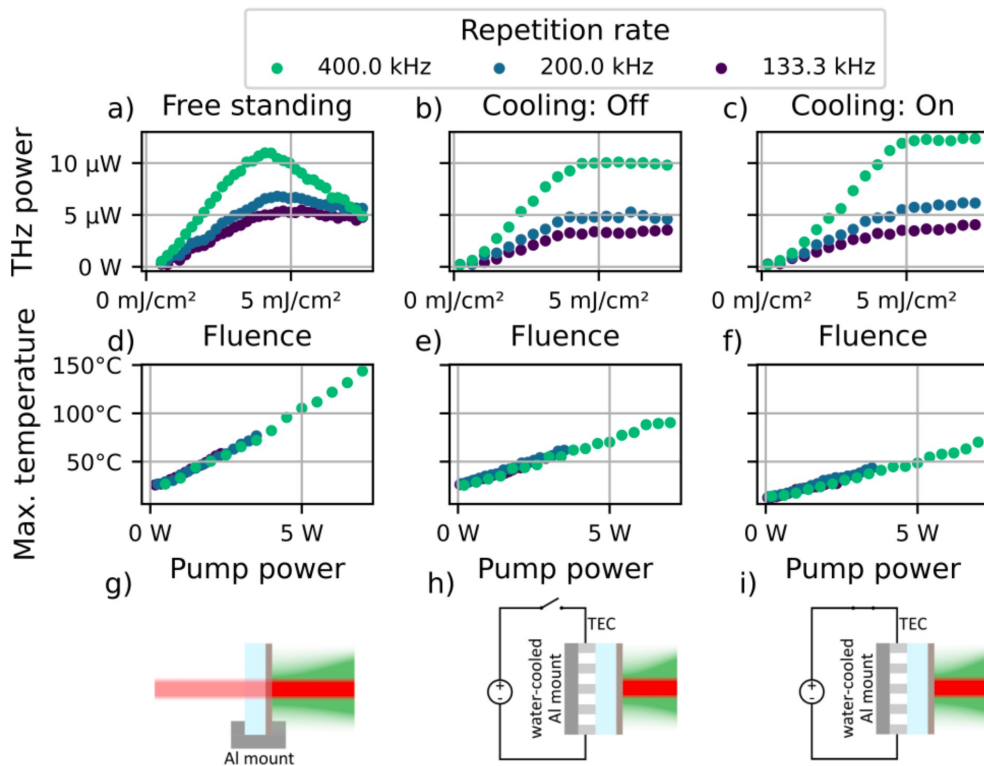 Repetition rate
400.0 kHz 200.0 kHz 133.3 kHz
a) Free standing b) Cooling: Off c) Cooling: On
THz power
10 µW
5 µW
0 W
0 mJ/cm² 5 mJ/cm² 0 mJ/cm² 5 mJ/cm² 0 mJ/cm² 5 mJ/cm²
d) Fluence e) Fluence f) Fluence
Max. temperature
150°C
100°C
50°C
0 W 5 W 0 W 5 W 0 W 5 W
g) Pump power h) Pump power i) Pump power
Al mount
TEC
water-cooled
Al mount
+
-
TEC
water-cooled
Al mount
+
-